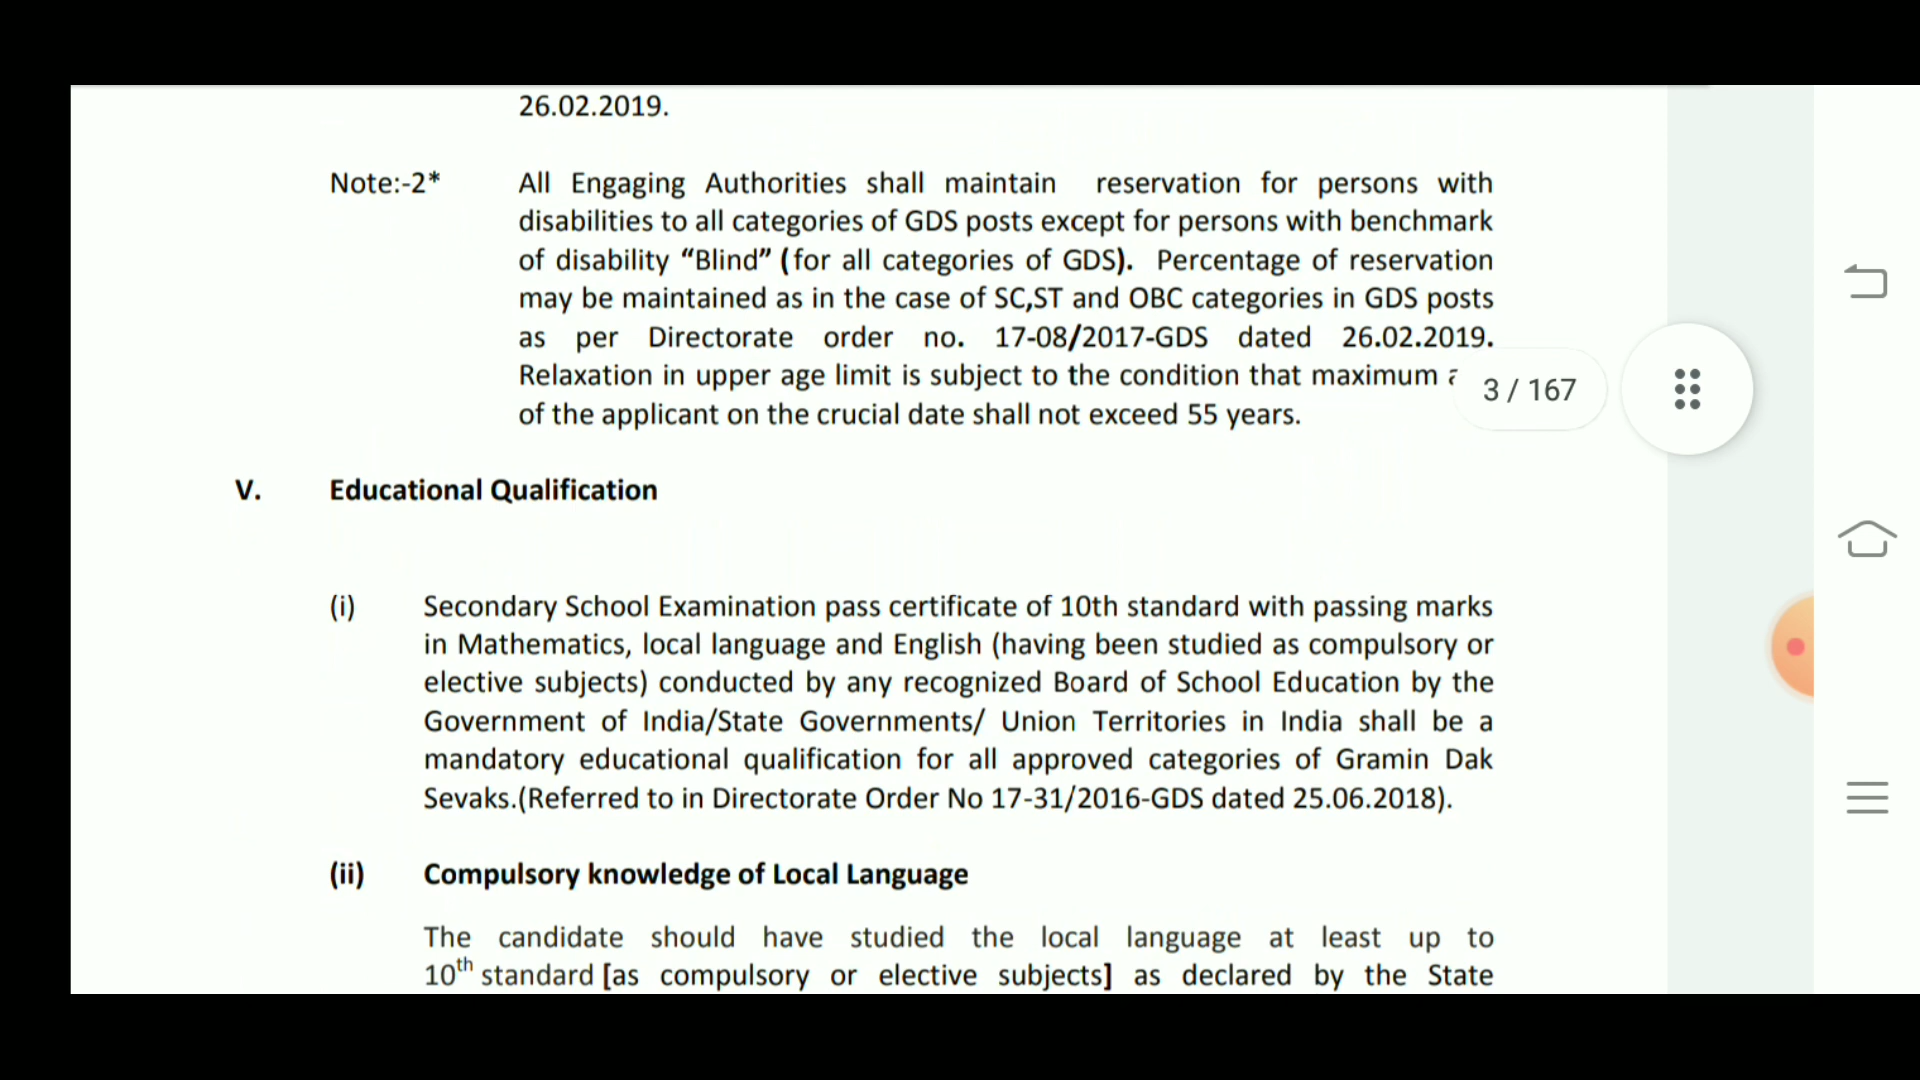 26.02.2019.
Note:-2* All Engaging Authorities shall maintain reservation for persons with
disabilities to all categories of GDS posts except for persons with benchmark
of disability “Blind” (for all categories of GDS). Percentage of reservation
may be maintained as in the case of SC,ST and OBC categories in GDS posts
as per Directorate order no. 17-08/2017-GDS dated 26.02.2019.
Relaxation in upper age limit is subject to the condition that maximum
of the applicant on the crucial date shall not exceed 55 years.
3 / 167
V. Educational Qualification
(i) Secondary School Examination pass certificate of 10th standard with passing marks
in Mathematics, local language and English (having been studied as compulsory or
elective subjects) conducted by any recognized Board of School Education by the
Government of India/State Governments/ Union Territories in India shall be a
mandatory educational qualification for all approved categories of Gramin Dak
Sevaks.(Referred to in Directorate Order No 17-31/2016-GDS dated 25.06.2018).
(ii) Compulsory knowledge of Local Language
The candidate should have studied the local language at least up to
10th standard [as compulsory or elective subjects] as declared by the State